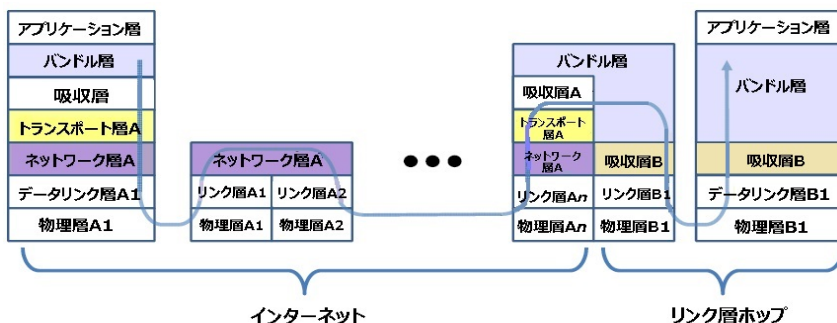 アプリケーション層
バンドル層
吸収層
トランスポート層A
ネットワーク層A
データリンク層A1
物理層A1
ネットワーク層A
リンク層A1
リンク層A2
物理層A1
物理層A2
バンドル層
吸収層A
トランスポート
層A
ネットワーク
層A
吸収層B
リンク層An
リンク層B1
物理層An
物理層B1
アプリケーション層
バンドル層
吸収層B
データリンク層B1
物理層B1
インターネット
リンク層ホップ